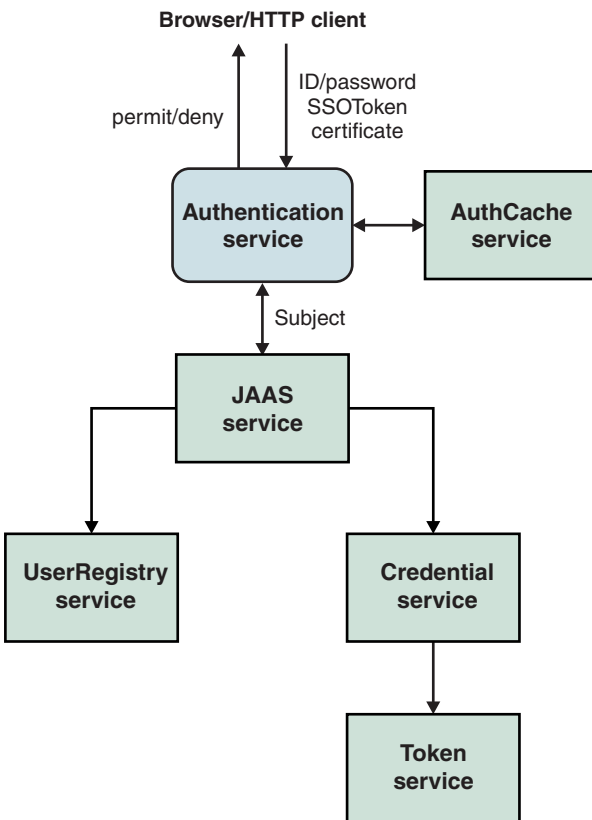 Browser/HTTP client
permit/deny
ID/password
SSOToken
certificate
Authentication
service
AuthCache
service
Subject
JAAS
service
UserRegistry
service
Credential
service
Token
service